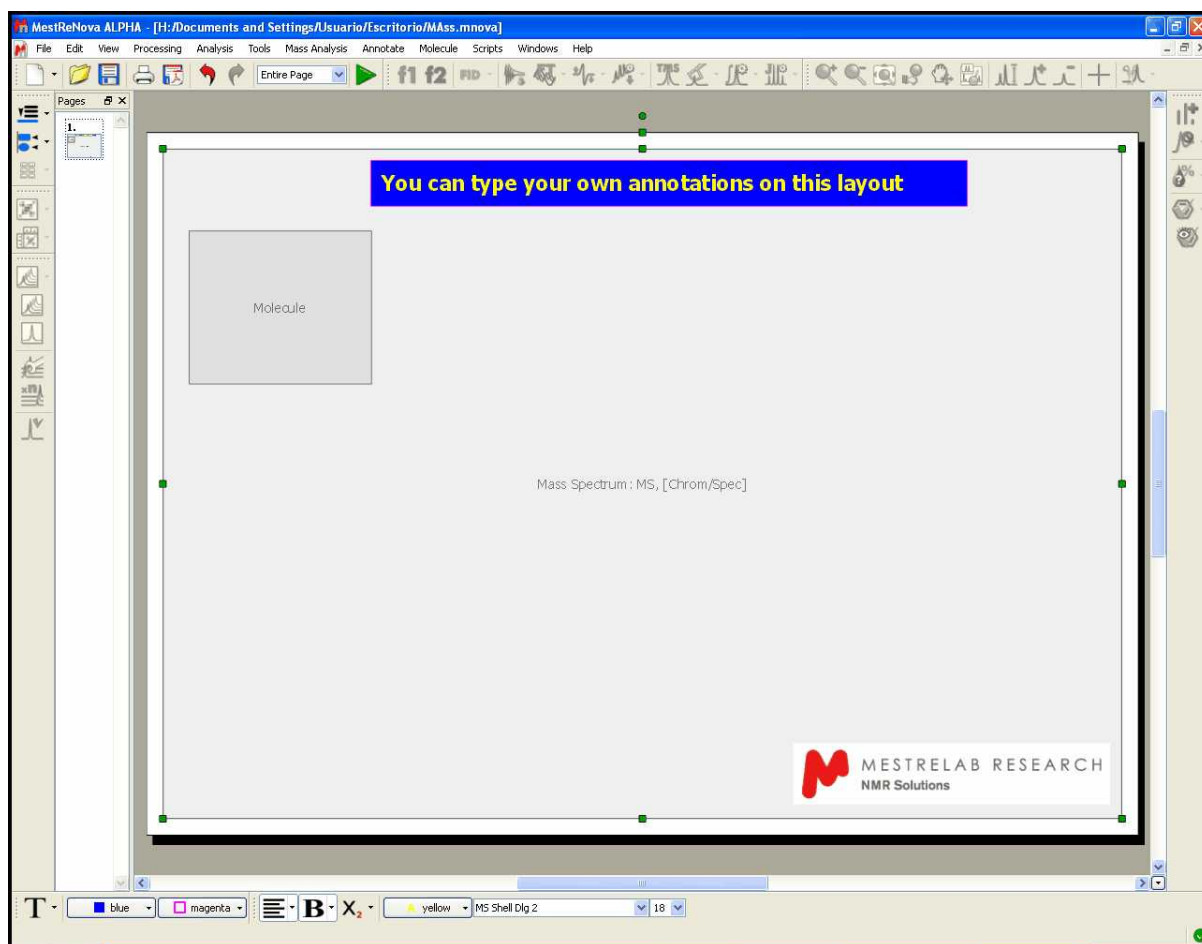 MestReNova ALPHA - [H:/Documents and Settings/Usuario/Escritorio/MAss.mnova]
File Edit View Processing Analysis Tools Mass Analysis Annotate Molecule Scripts Windows Help
Entire Page f1 f2 FID TMS
Pages
1.
You can type your own annotations on this layout
Molecule
Mass Spectrum : MS, [Chrom/Spec]
MESTRELAB RESEARCH
NMR Solutions
T blue magenta B X2 yellow MS Shell Dlg 2 18